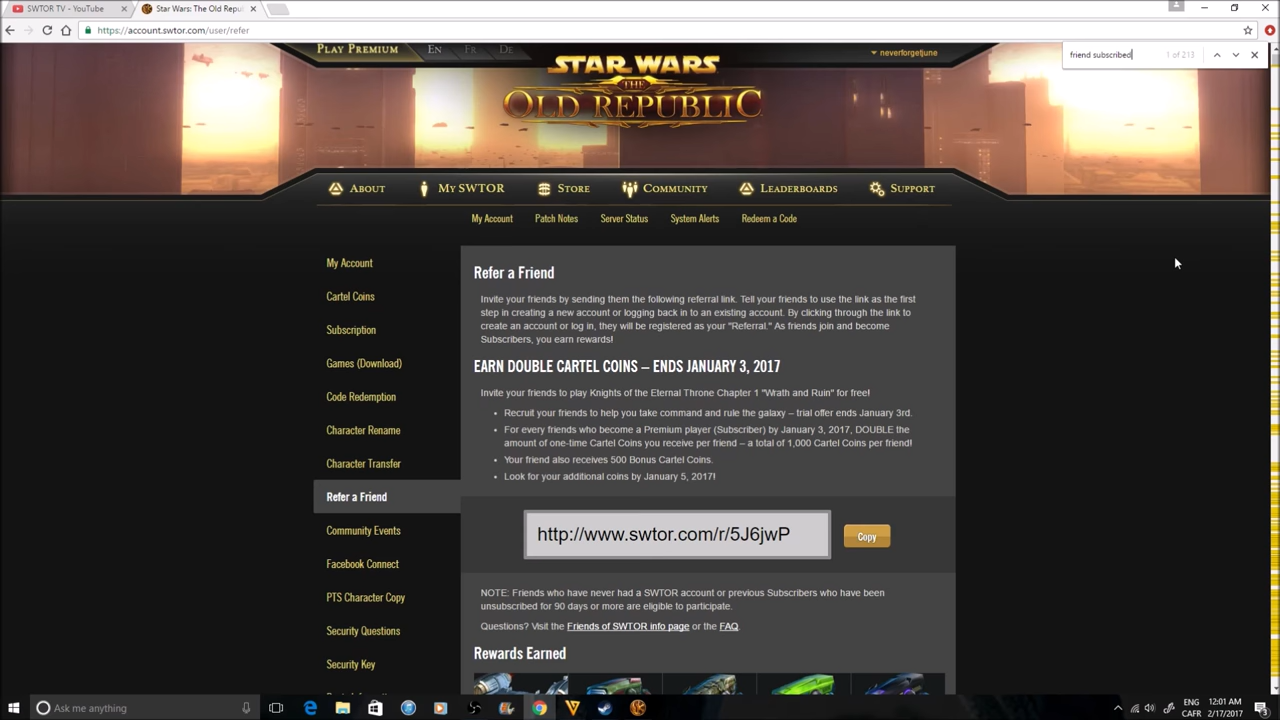 SWTOR TV - YouTube
Star Wars: The Old Repu
https://account.swtor.com/user/refer
friend subscribed
1 of 213
PLAY PREMIUM
EN
FR
DE
neverforgetjune
STAR WARS
THE
OLD REPUBLIC
ABOUT
MY SWTOR
STORE
COMMUNITY
LEADERBOARDS
SUPPORT
My Account
Patch Notes
Server Status
System Alerts
Redeem a Code
My Account
Cartel Coins
Subscription
Games (Download)
Code Redemption
Character Rename
Character Transfer
Refer a Friend
Community Events
Facebook Connect
PTS Character Copy
Security Questions
Security Key
Refer a Friend
Invite your friends by sending them the following referral link. Tell your friends to use the link as the first
step in creating a new account or logging back in to an existing account. By clicking through the link to
create an account or log in, they will be registered as your "Referral." As friends join and become
Subscribers, you earn rewards!
EARN DOUBLE CARTEL COINS – ENDS JANUARY 3, 2017
Invite your friends to play Knights of the Eternal Throne Chapter 1 "Wrath and Ruin" for free!
• Recruit your friends to help you take command and rule the galaxy – trial offer ends January 3rd.
• For every friends who become a Premium player (Subscriber) by January 3, 2017, DOUBLE the
amount of one-time Cartel Coins you receive per friend – a total of 1,000 Cartel Coins per friend!
• Your friend also receives 500 Bonus Cartel Coins.
• Look for your additional coins by January 5, 2017!
http://www.swtor.com/r/5J6jwP
Copy
NOTE: Friends who have never had a SWTOR account or previous Subscribers who have been
unsubscribed for 90 days or more are eligible to participate.
Questions? Visit the Friends of SWTOR info page or the FAQ.
Rewards Earned
Ask me anything
ENG
CAFR
12:01 AM
2/17/2017
3